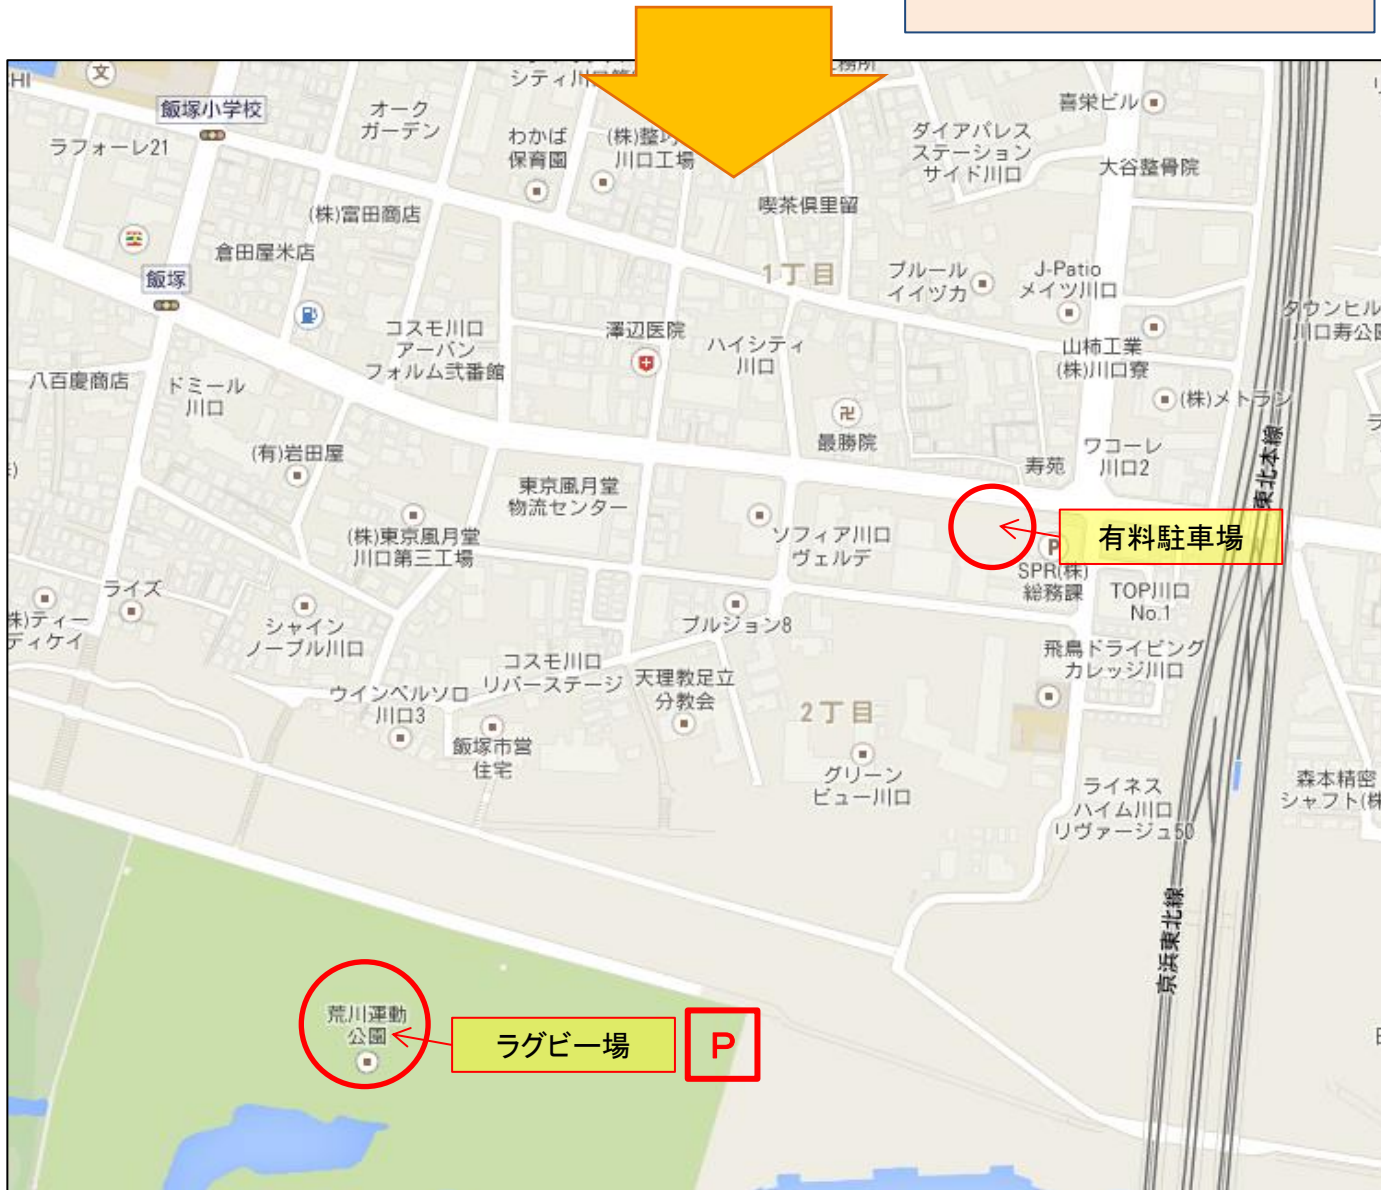 HI
文
飯塚小学校
ラフォーレ21
オーク
ガーデン
シティ川口
務所
わかば
保育園
(株)整
川口工場
喜栄ビル
ダイアパレス
ステーション
サイド川口
大谷整骨院
喫茶倶里留
(株)富田商店
倉田屋米店
飯塚
1丁目
ブルール
イイヅカ
J-Patio
メイツ川口
タウンヒル
川口寿公園
コスモ川口
アーバン
フォルム弐番館
澤辺医院
ハイシティ
川口
山柿工業
(株)川口寮
八百慶商店
ドミール
川口
卍
最勝院
(株)メトラン
ラ
(有)岩田屋
寿苑
ワコーレ
川口2
東北本線
東京風月堂
物流センター
(株)東京風月堂
川口第三工場
ソフィア川口
ヴェルデ
有料駐車場
P
SPR(株)
総務課
TOP川口
No.1
ライズ
株)ティー
ディケイ
シャイン
ノーブル川口
ブルジョン8
飛鳥ドライビング
カレッジ川口
コスモ川口
リバーステージ
天理教足立
分教会
ウインベルソロ
川口3
2丁目
飯塚市営
住宅
グリーン
ビュー川口
ライネス
ハイム川口
リヴァージュ50
森本精密
シャフト(株
京浜東北線
荒川運動
公園
ラグビー場
P